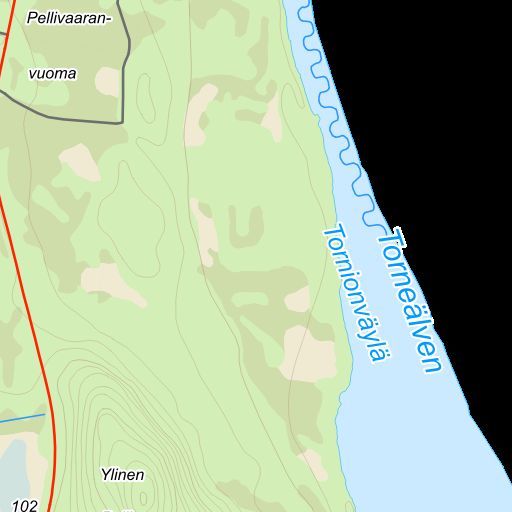 Pellivaaran-
vuoma
Torneälven
Tornionväylä
Ylinen
102